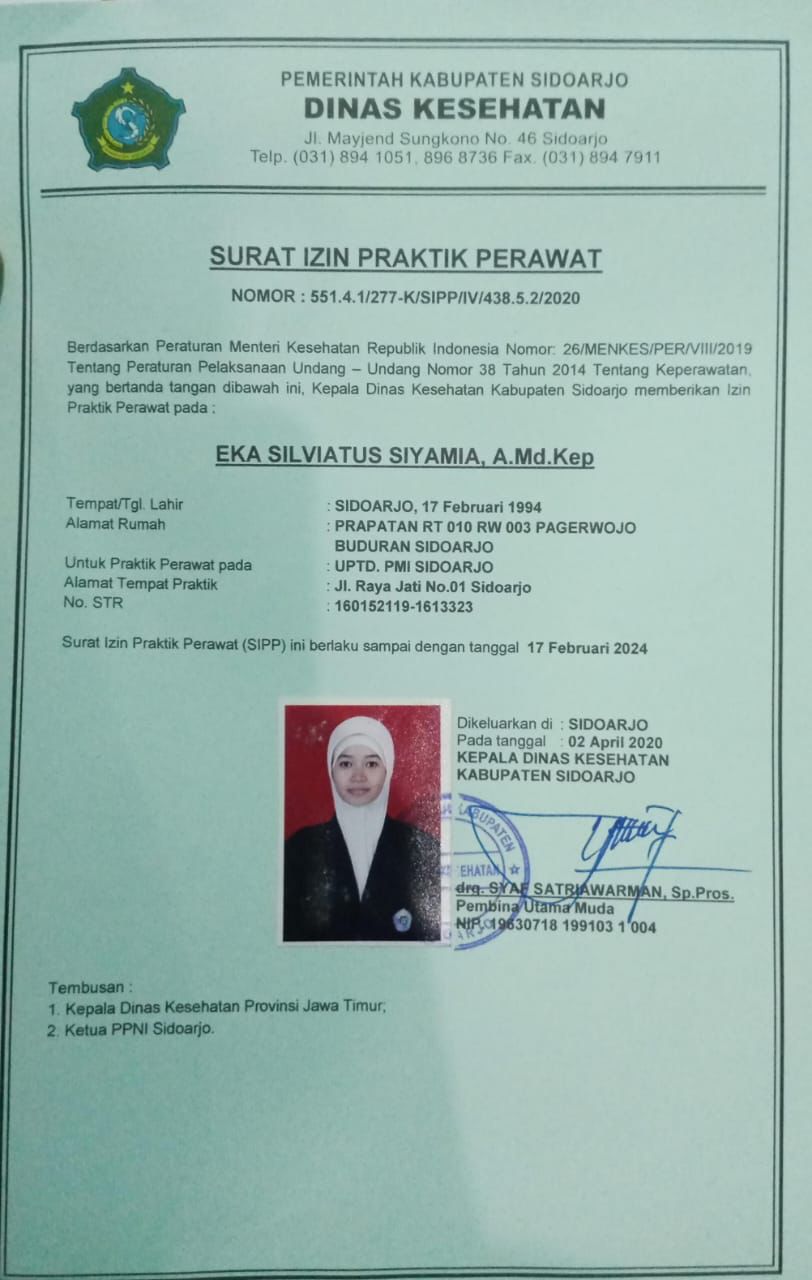 PEMERINTAH KABUPATEN SIDOARJO
DINAS KESEHATAN
Jl. Mayjend Sungkono No. 46 Sidoarjo
Telp. (031) 894 1051, 896 8736 Fax. (031) 894 7911
SURAT IZIN PRAKTIK PERAWAT
NOMOR : 551.4.1/277-K/SIPP/IV/438.5.2/2020
Berdasarkan Peraturan Menteri Kesehatan Republik Indonesia Nomor: 26/MENKES/PER/VIII/2019
Tentang Peraturan Pelaksanaan Undang – Undang Nomor 38 Tahun 2014 Tentang Keperawatan,
yang bertanda tangan dibawah ini, Kepala Dinas Kesehatan Kabupaten Sidoarjo memberikan Izin
Praktik Perawat pada :
EKA SILVIATUS SIYAMIA, A.Md.Kep
Tempat/Tgl. Lahir : SIDOARJO, 17 Februari 1994
Alamat Rumah : PRAPATAN RT 010 RW 003 PAGERWOJO
BUDURAN SIDOARJO
Untuk Praktik Perawat pada : UPTD. PMI SIDOARJO
Alamat Tempat Praktik : Jl. Raya Jati No.01 Sidoarjo
No. STR : 160152119-1613323
Surat Izin Praktik Perawat (SIPP) ini berlaku sampai dengan tanggal 17 Februari 2024
Dikeluarkan di : SIDOARJO
Pada tanggal : 02 April 2020
KEPALA DINAS KESEHATAN
KABUPATEN SIDOARJO
KABUPATEN
EHATAN
drg. SYAF SATRIAWARMAN, Sp.Pros.
Pembina Utama Muda
NIP. 19630718 199103 1 004
Tembusan :
1. Kepala Dinas Kesehatan Provinsi Jawa Timur;
2. Ketua PPNI Sidoarjo.